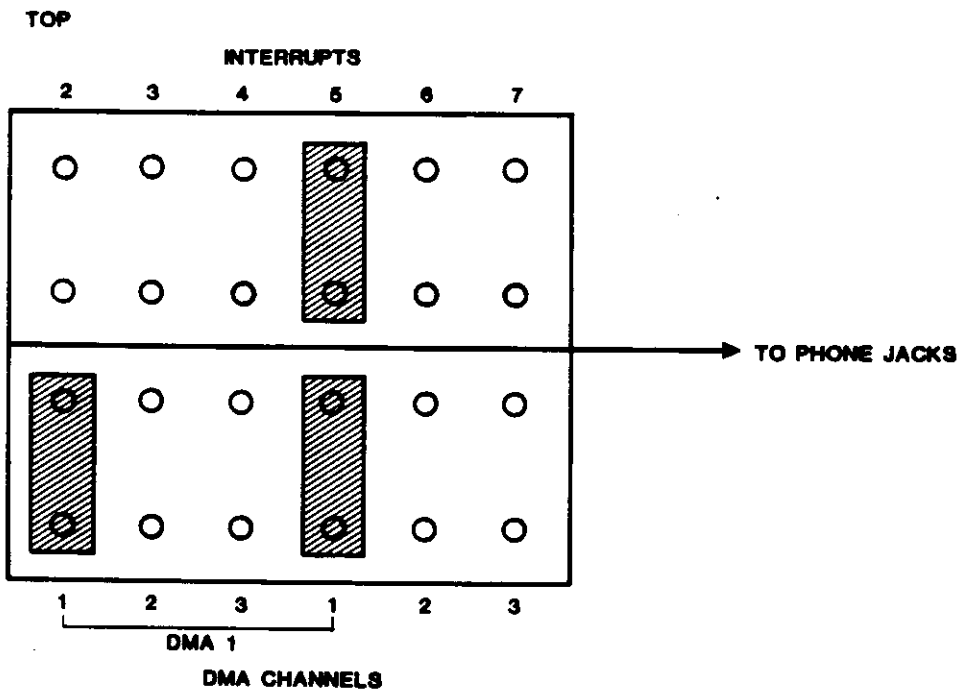 TOP
INTERRUPTS
2 3 4 5 6 7
TO PHONE JACKS
1 2 3 1 2 3
DMA 1
DMA CHANNELS